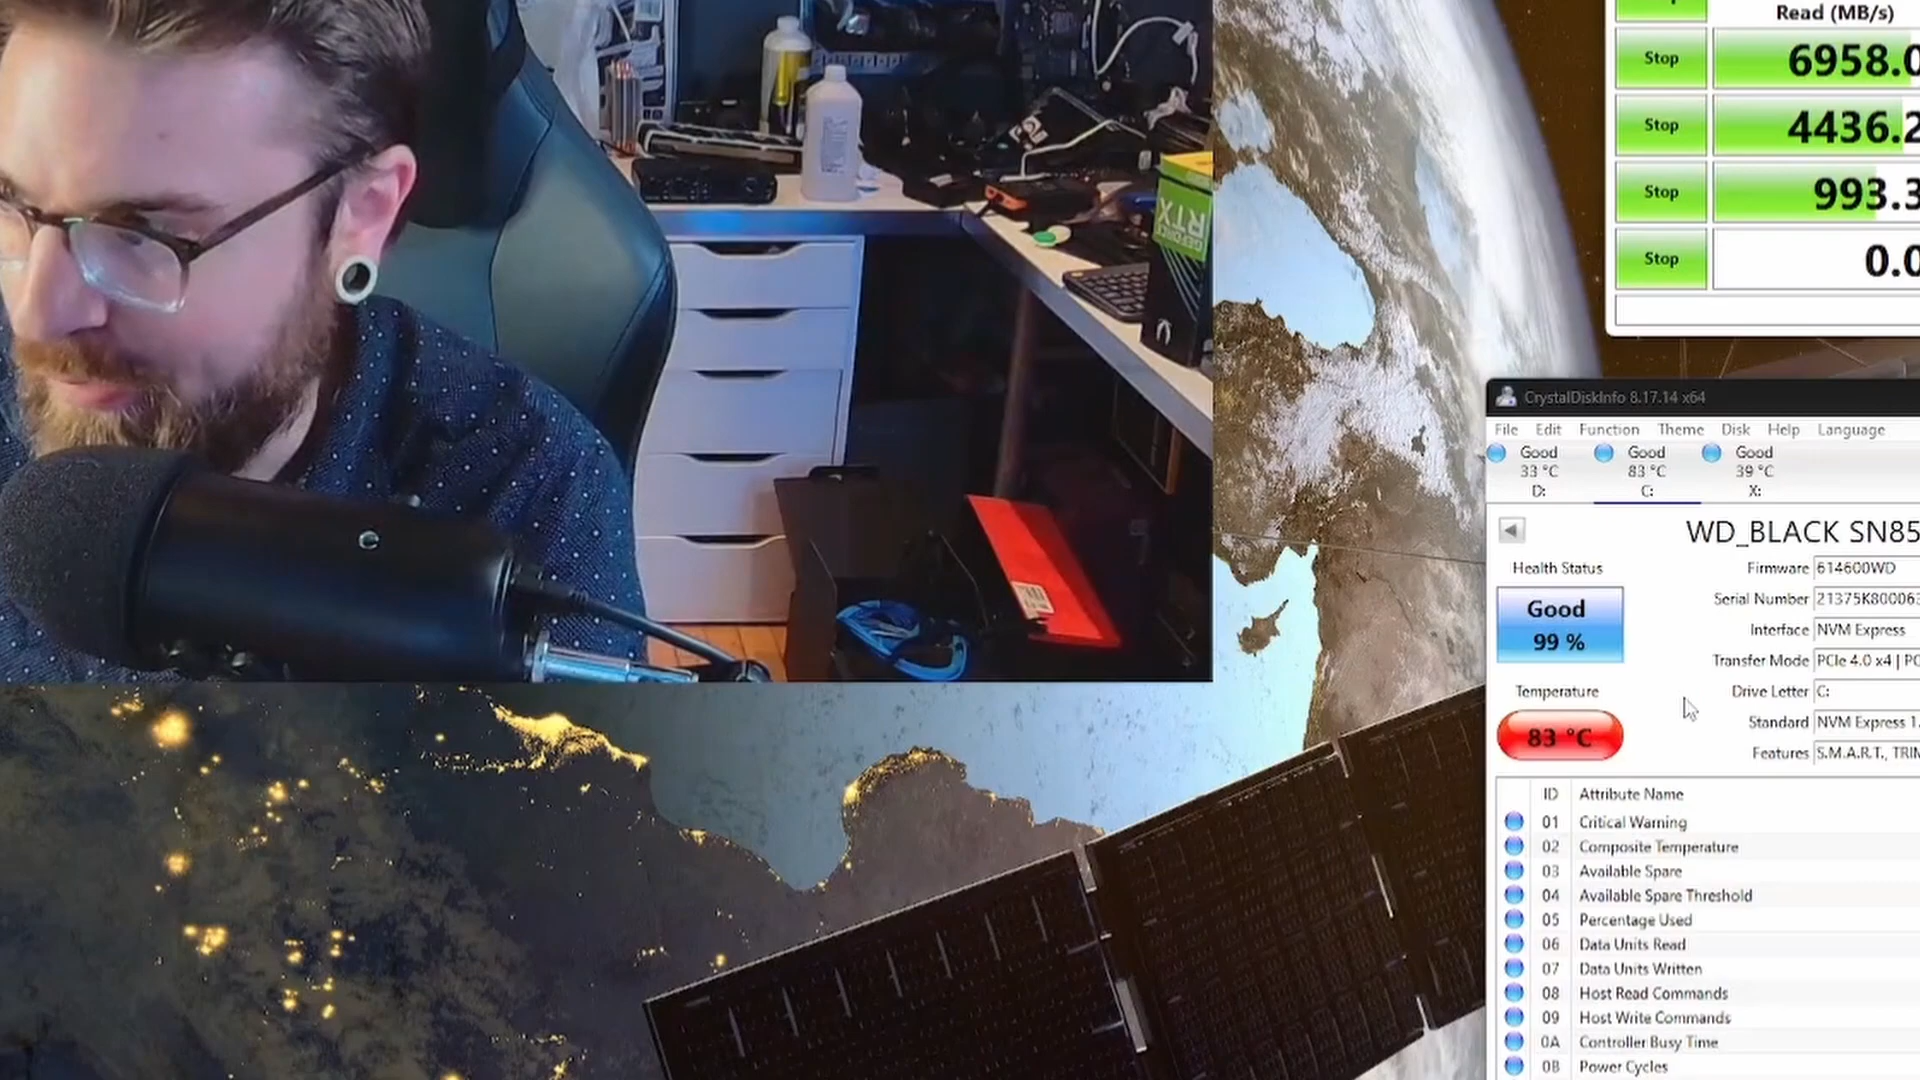 Read (MB/s)
Stop 6958.0
Stop 4436.2
Stop 993.3
Stop 0.0
GEFORCE
RTX
CrystalDiskInfo 8.17.14 x64
File Edit Function Theme Disk Help Language
Good Good Good
33 °C 83 °C 39 °C
D: C: X:
WD_BLACK SN85
Health Status
Good
99 %
Temperature
83 °C
Firmware 614600WD
Serial Number 21375K800063
Interface NVM Express
Transfer Mode PCIe 4.0 x4 | PC
Drive Letter C:
Standard NVM Express 1.
Features S.M.A.R.T., TRIM
ID Attribute Name
01 Critical Warning
02 Composite Temperature
03 Available Spare
04 Available Spare Threshold
05 Percentage Used
06 Data Units Read
07 Data Units Written
08 Host Read Commands
09 Host Write Commands
0A Controller Busy Time
0B Power Cycles